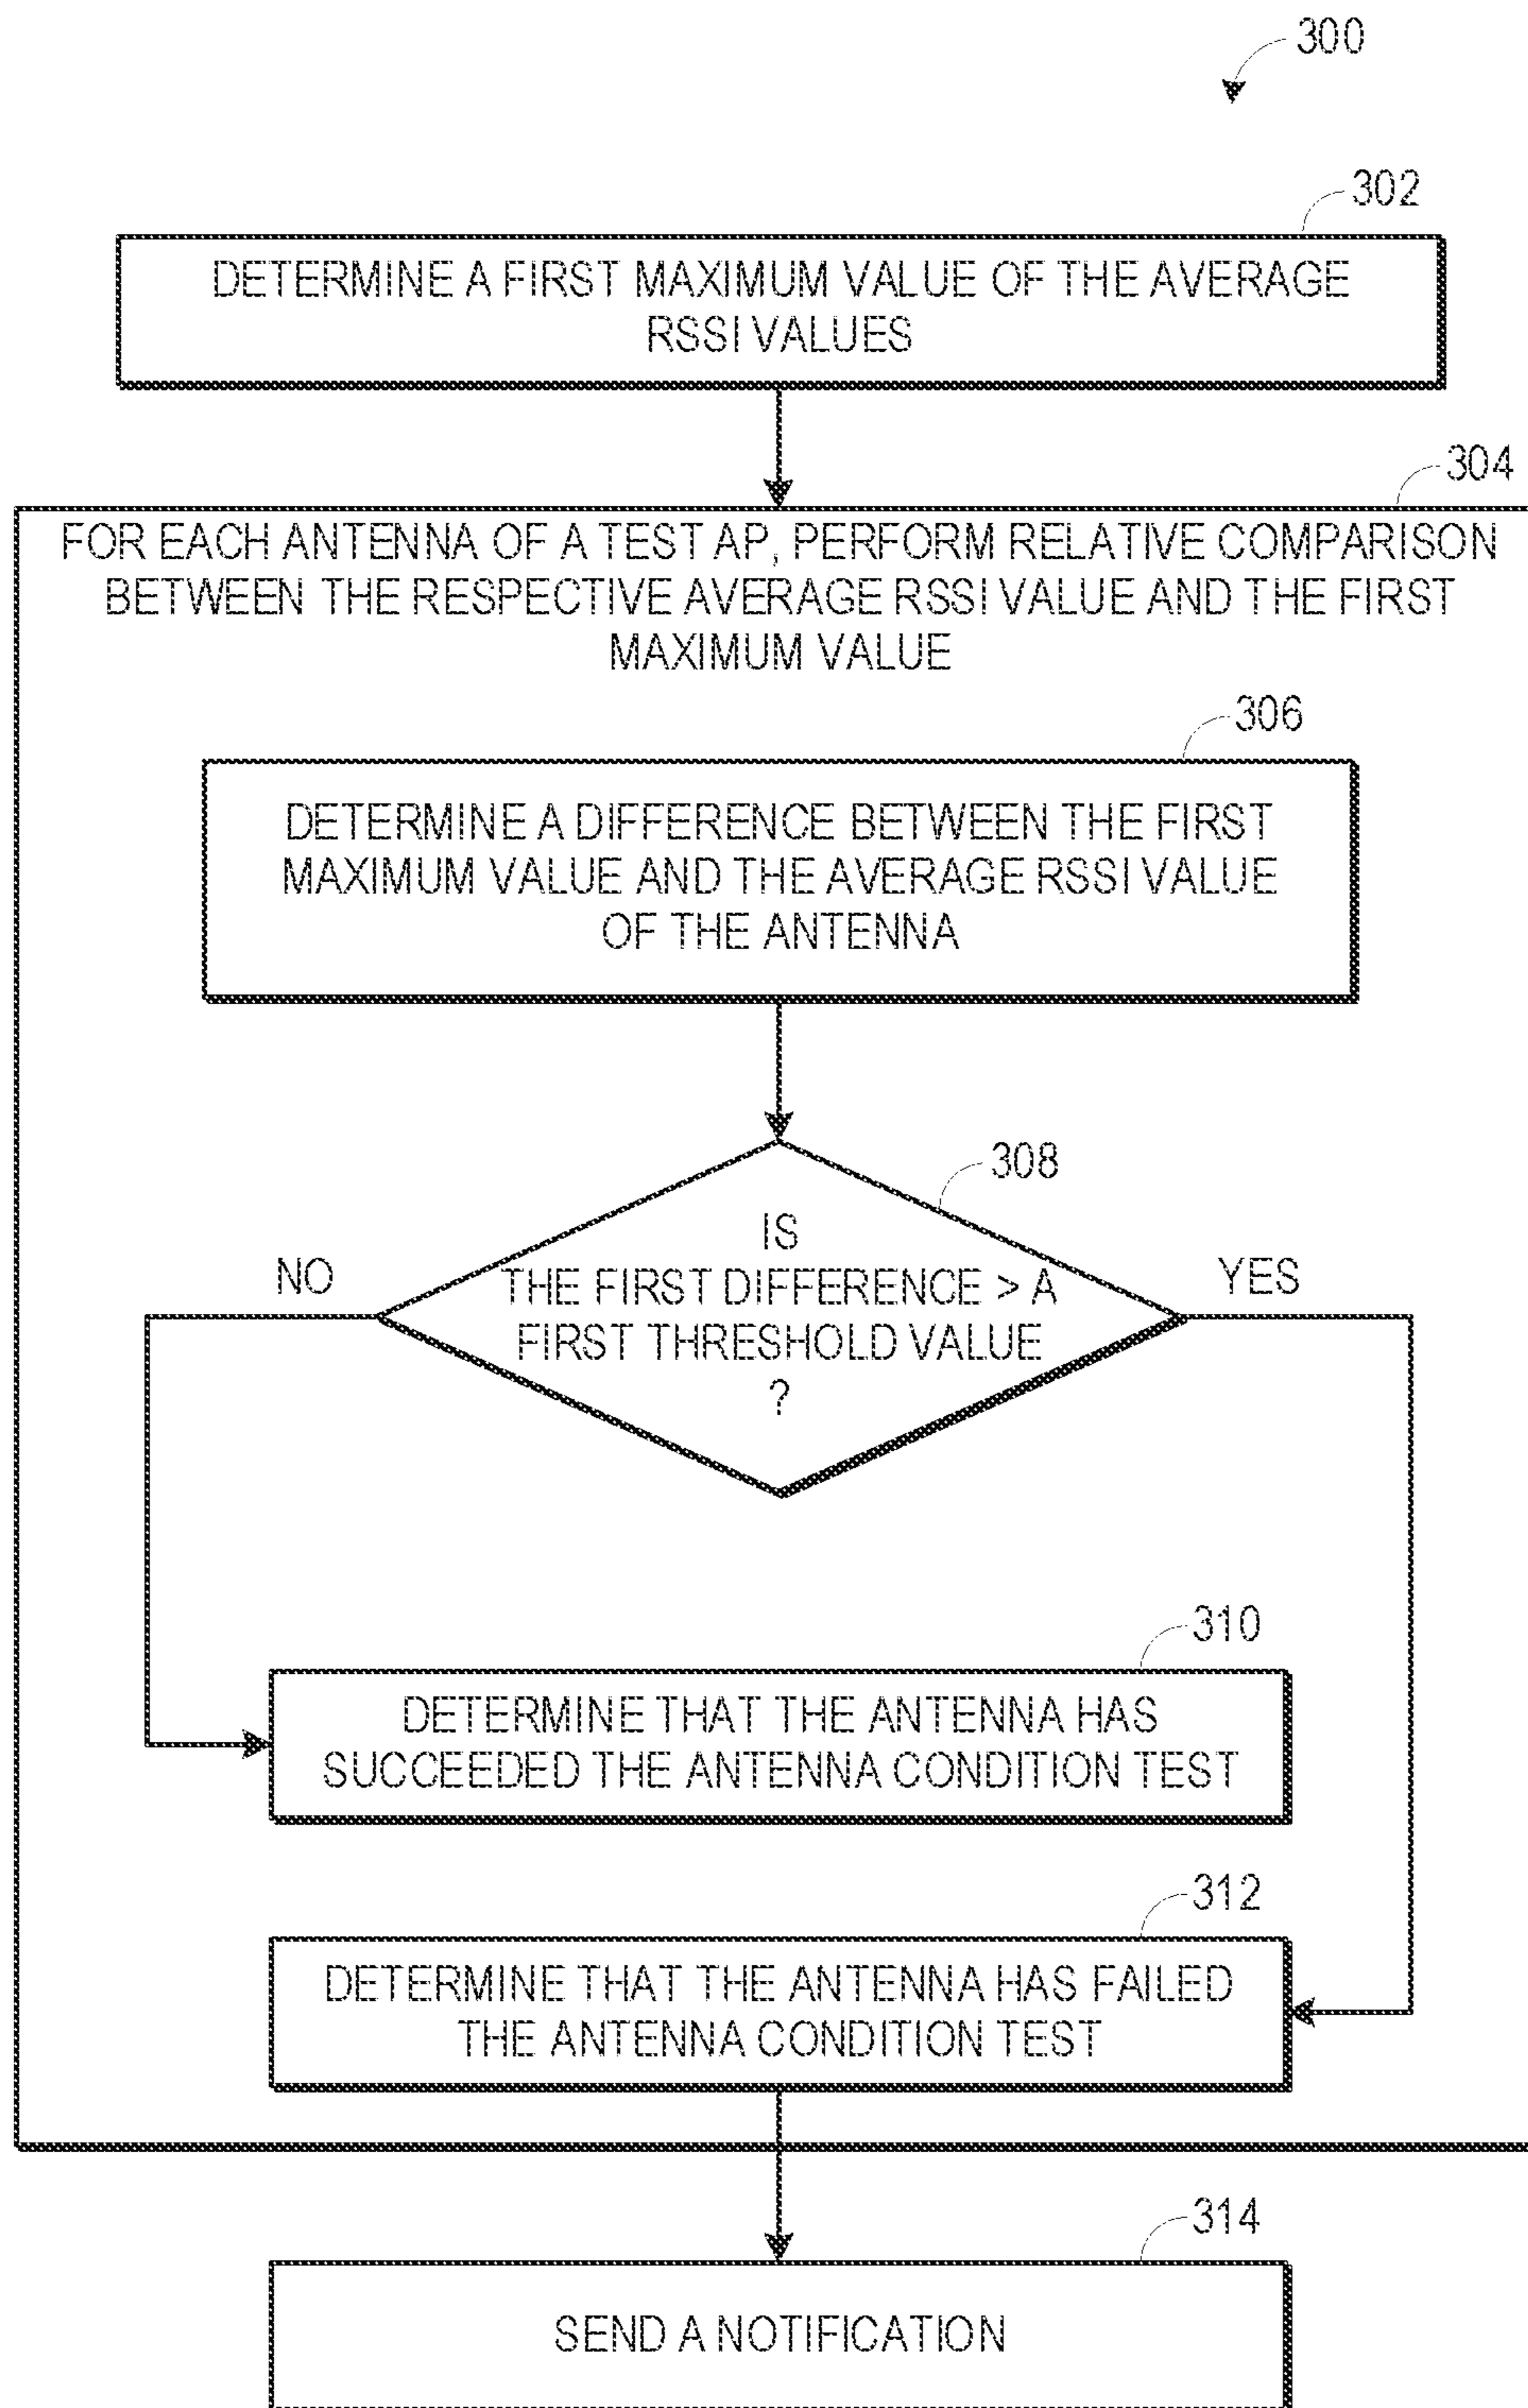 300
302
DETERMINE A FIRST MAXIMUM VALUE OF THE AVERAGE
RSSI VALUES
304
FOR EACH ANTENNA OF A TEST AP, PERFORM RELATIVE COMPARISON
BETWEEN THE RESPECTIVE AVERAGE RSSI VALUE AND THE FIRST
MAXIMUM VALUE
306
DETERMINE A DIFFERENCE BETWEEN THE FIRST
MAXIMUM VALUE AND THE AVERAGE RSSI VALUE
OF THE ANTENNA
308
IS
THE FIRST DIFFERENCE > A
FIRST THRESHOLD VALUE
?
NO
YES
310
DETERMINE THAT THE ANTENNA HAS
SUCCEEDED THE ANTENNA CONDITION TEST
312
DETERMINE THAT THE ANTENNA HAS FAILED
THE ANTENNA CONDITION TEST
314
SEND A NOTIFICATION